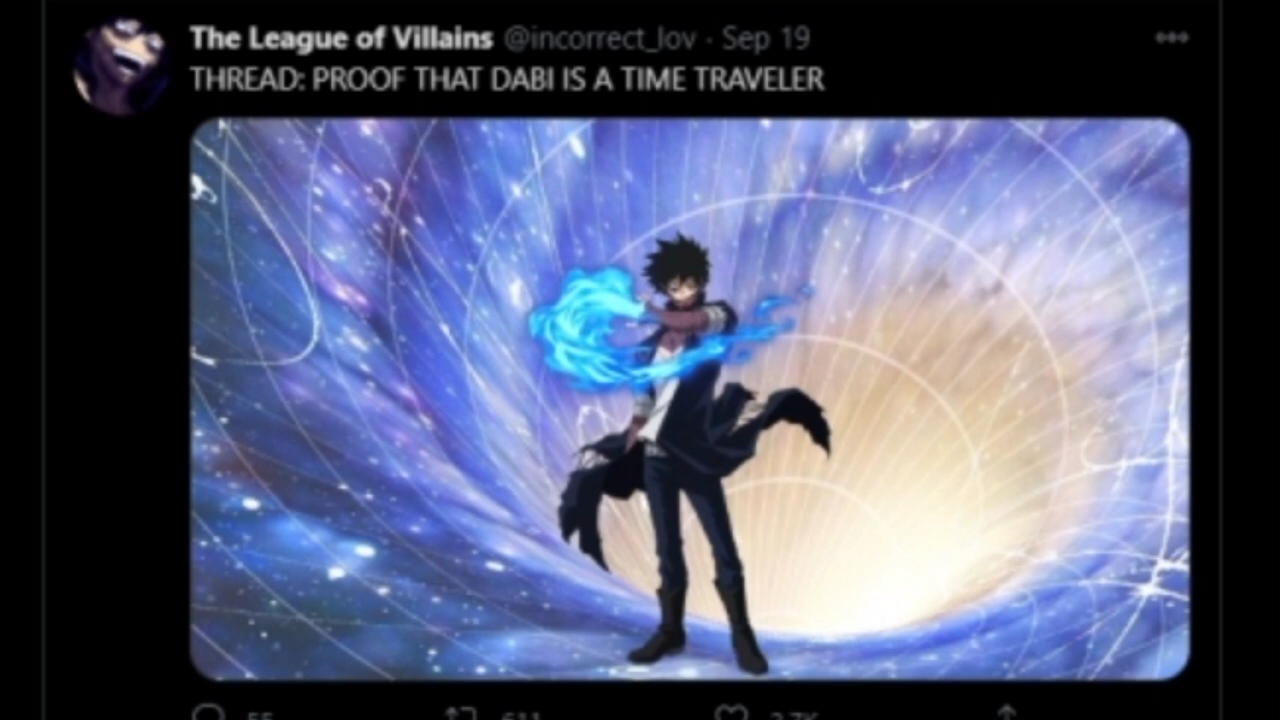 The League of Villains @incorrect_lov · Sep 19
THREAD: PROOF THAT DABI IS A TIME TRAVELER